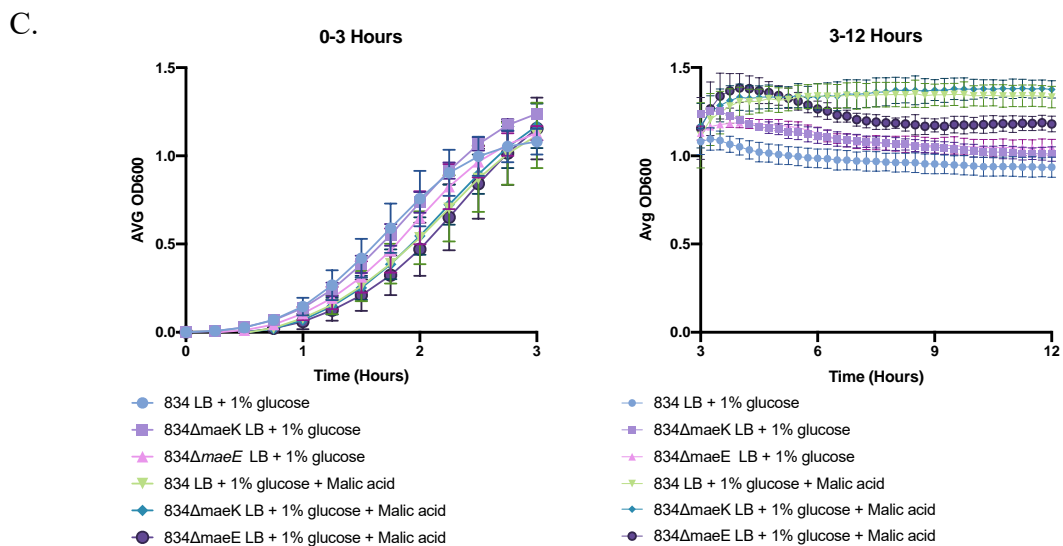 C.
0-3 Hours
3-12 Hours
AVG OD600
1.5
1.0
0.5
0.0
0
1
2
3
Time (Hours)
Avg OD600
1.5
1.0
0.5
0.0
3
6
9
12
Time (Hours)
834 LB + 1% glucose
834ΔmaeK LB + 1% glucose
834ΔmaeE LB + 1% glucose
834 LB + 1% glucose + Malic acid
834ΔmaeK LB + 1% glucose + Malic acid
834ΔmaeE LB + 1% glucose + Malic acid
834 LB + 1% glucose
834ΔmaeK LB + 1% glucose
834ΔmaeE LB + 1% glucose
834 LB + 1% glucose + Malic acid
834ΔmaeK LB + 1% glucose + Malic acid
834ΔmaeE LB + 1% glucose + Malic acid